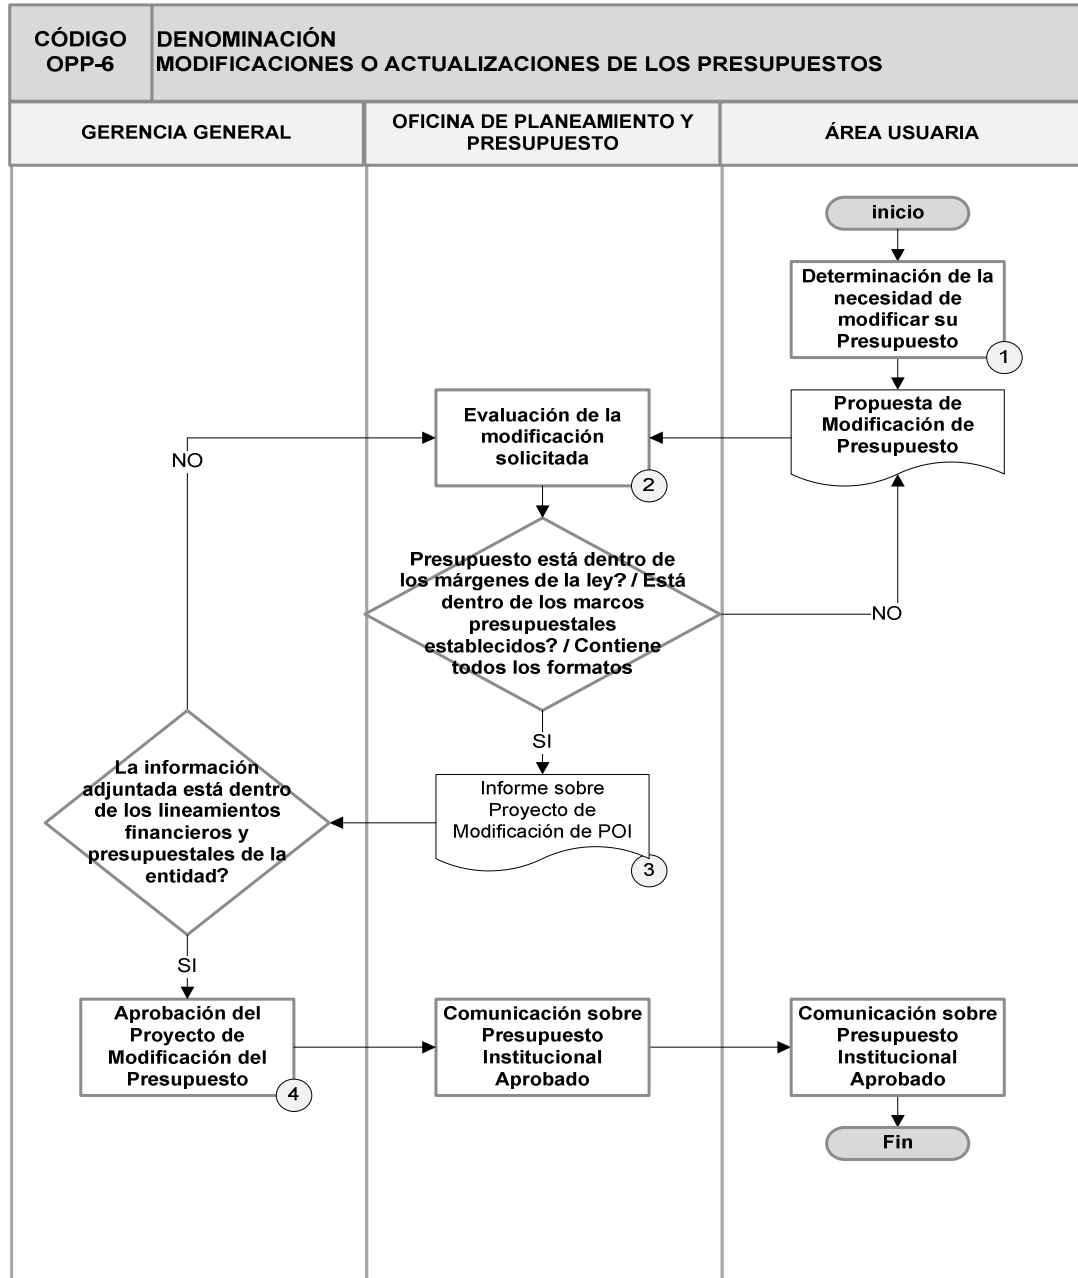 CÓDIGO
OPP-6
DENOMINACIÓN
MODIFICACIONES O ACTUALIZACIONES DE LOS PRESUPUESTOS
GERENCIA GENERAL
OFICINA DE PLANEAMIENTO Y
PRESUPUESTO
ÁREA USUARIA
inicio
Determinación de la
necesidad de
modificar su
Presupuesto
1
Propuesta de
Modificación de
Presupuesto
Evaluación de la
modificación
solicitada
2
NO
Presupuesto está dentro de
los márgenes de la ley? / Está
dentro de los marcos
presupuestales
establecidos? / Contiene
todos los formatos
NO
SI
Informe sobre
Proyecto de
Modificación de POI
3
La información
adjuntada está dentro
de los lineamientos
financieros y
presupuestales de la
entidad?
SI
Aprobación del
Proyecto de
Modificación del
Presupuesto
4
Comunicación sobre
Presupuesto
Institucional
Aprobado
Comunicación sobre
Presupuesto
Institucional
Aprobado
Fin